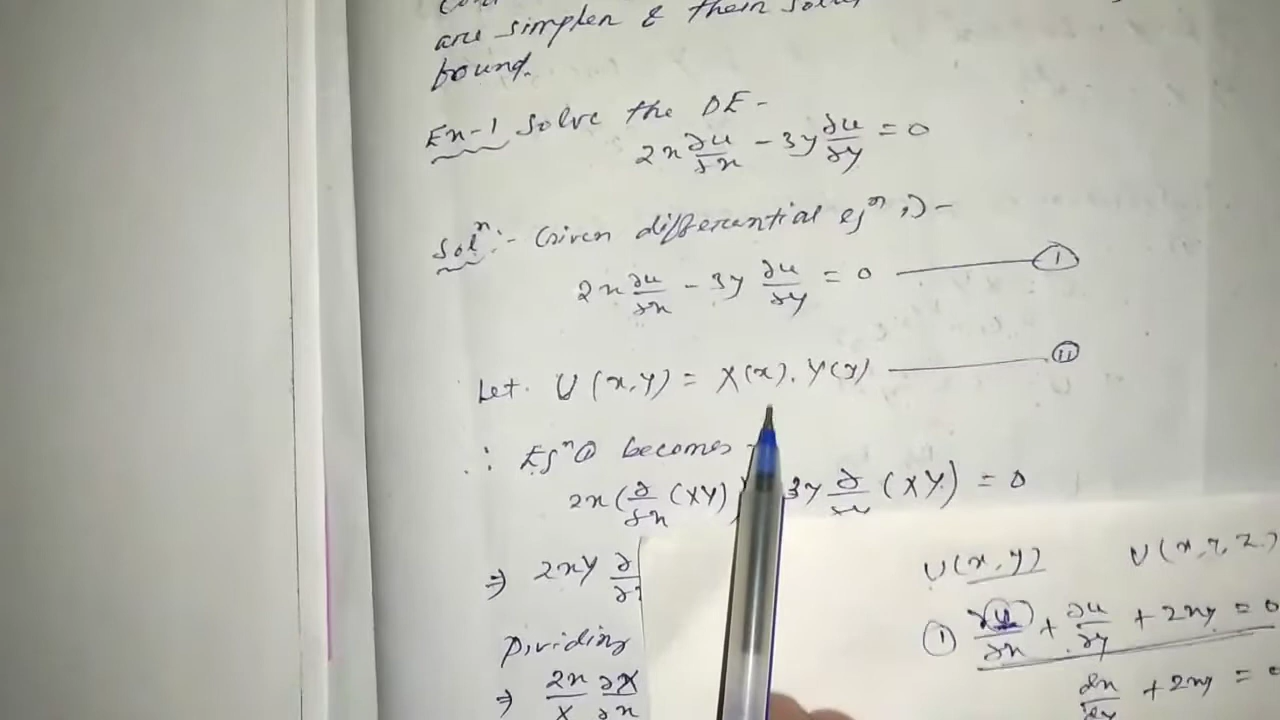 are simpler & their solu
bound.
Ex-1 Solve the DE -
2x ∂u/∂x - 3y ∂u/∂y = 0
Solⁿ:- Given differential eqⁿ is -
2x ∂u/∂x - 3y ∂u/∂y = 0 ——— (I)
Let. U(x,y) = X(x). Y(y) ——— (II)
∴ Eqⁿ (I) becomes -
2x (∂/∂x (XY)) 3y ∂/∂y (XY) = 0
⇒ 2xY ∂
Dividing
⇒ 2x/X ∂X/∂x
U(x,y) U(x,y,z)
(1) ∂u/∂x + ∂u/∂y + 2xy = 0
+ 2xy =